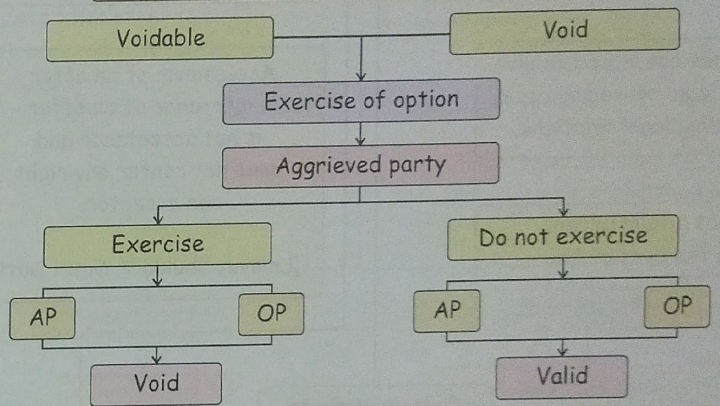 Voidable
Void
Exercise of option
Aggrieved party
Exercise
Do not exercise
AP
OP
AP
OP
Void
Valid